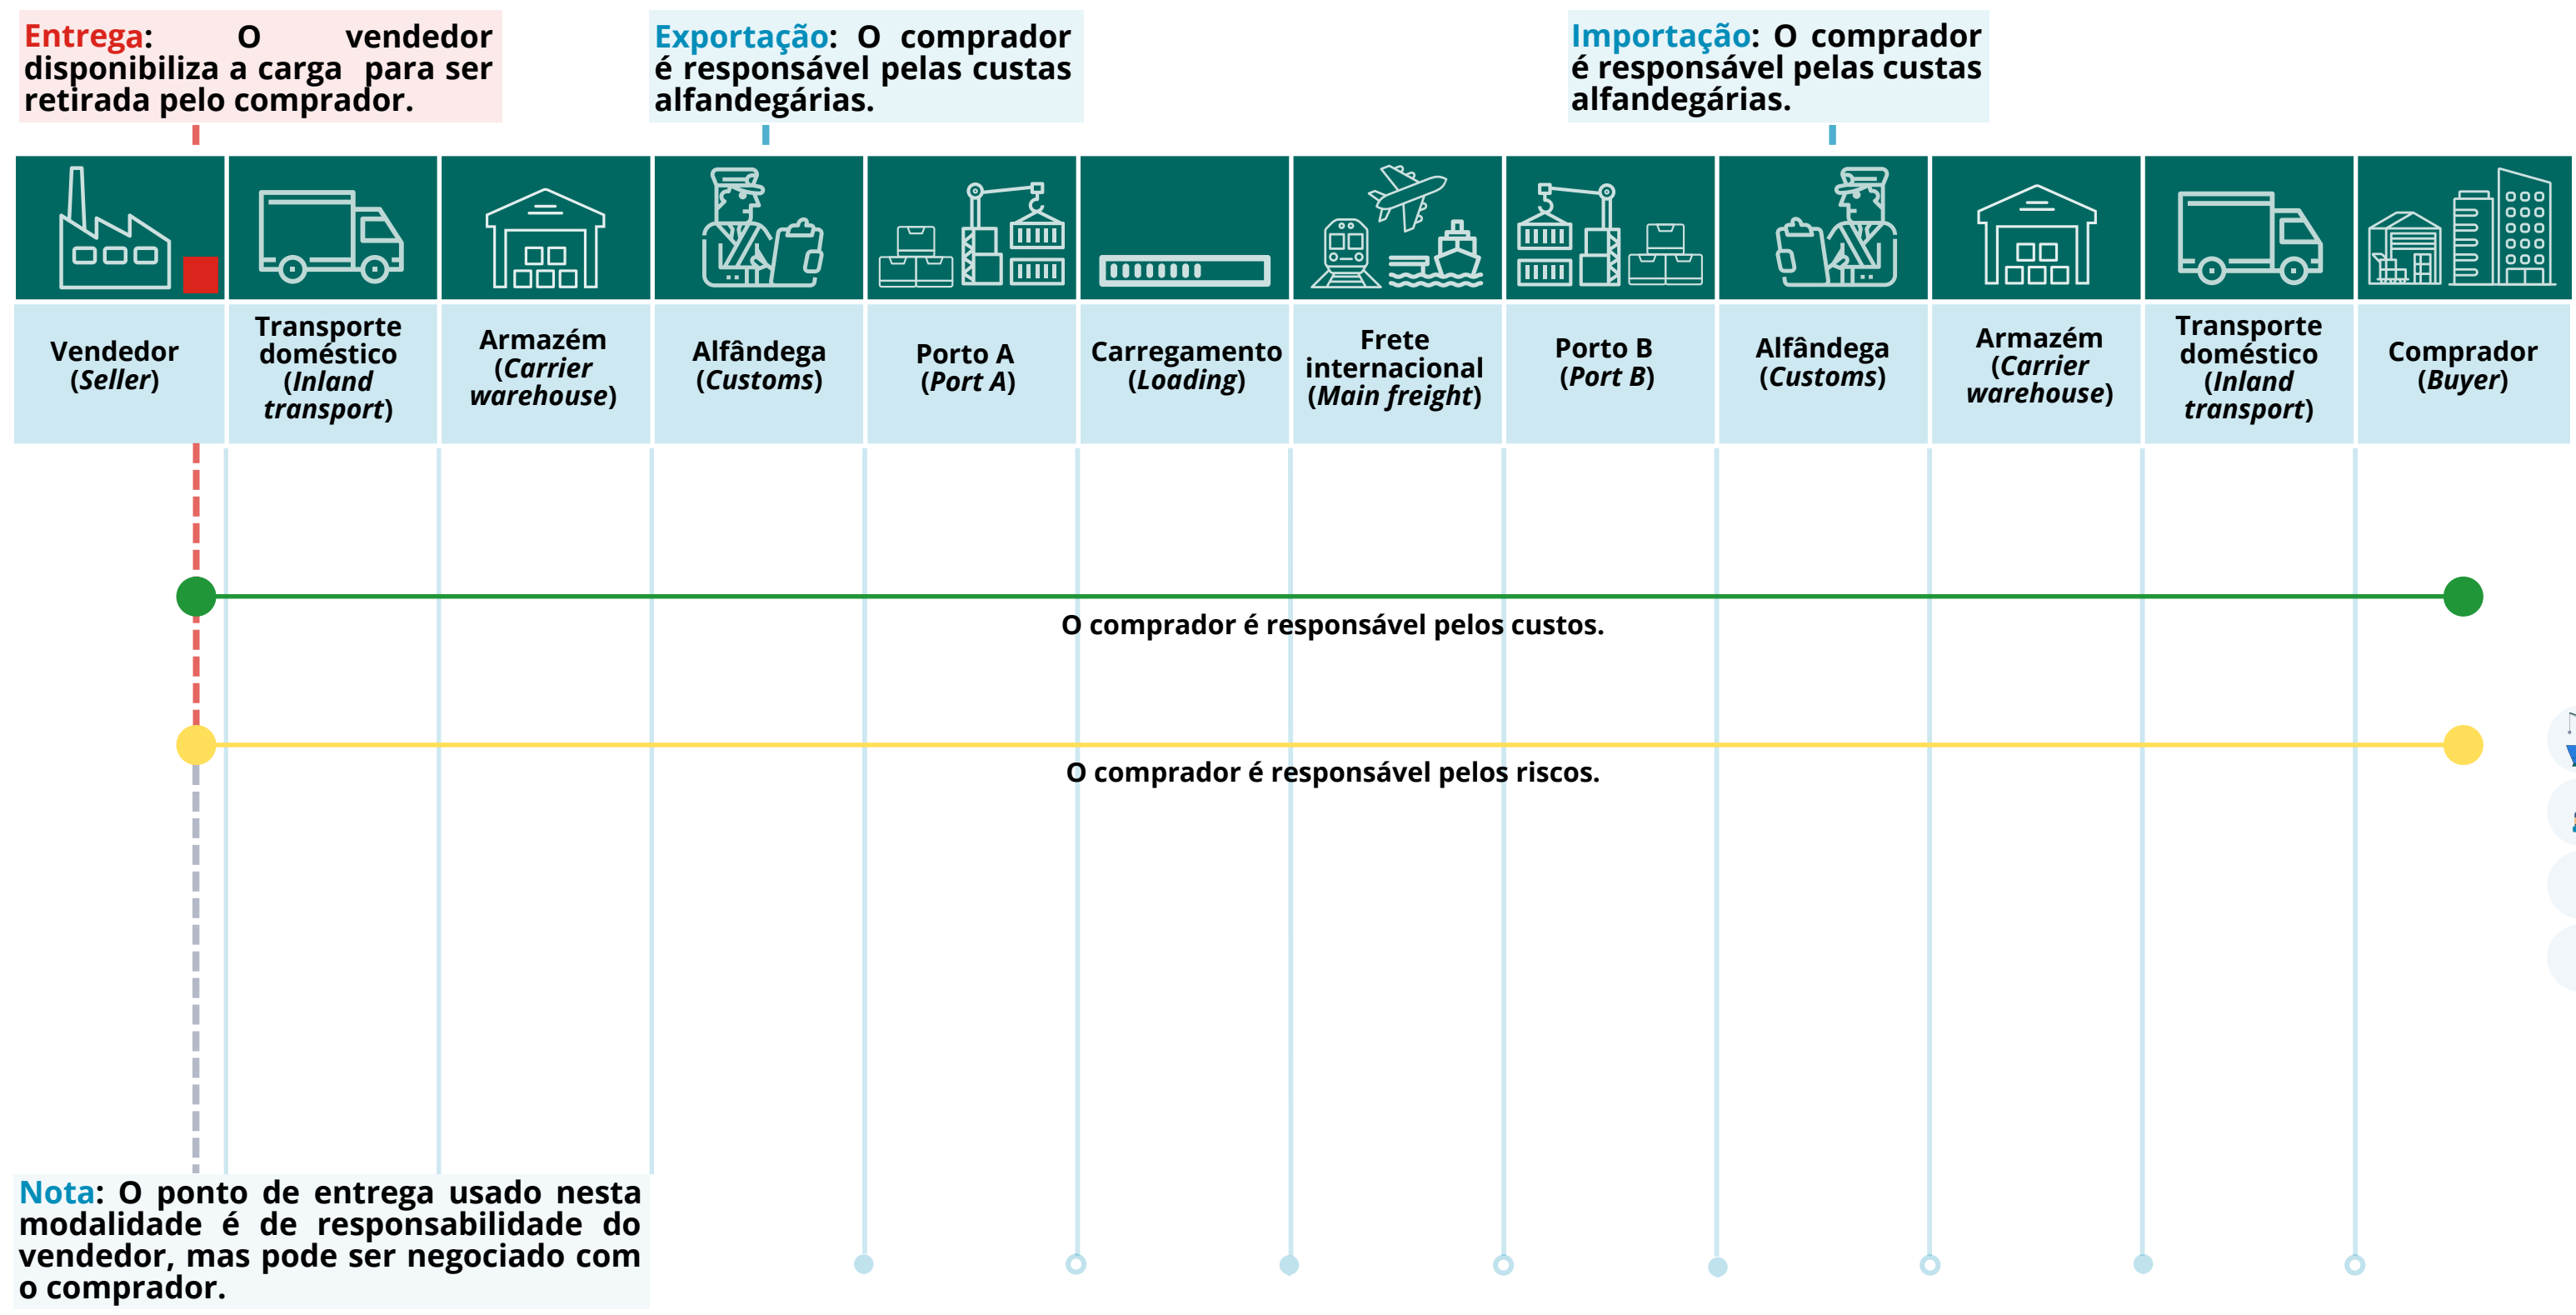 Entrega: O vendedor
disponibiliza a carga para ser
retirada pelo comprador.
Exportação: O comprador
é responsável pelas custas
alfandegárias.
Importação: O comprador
é responsável pelas custas
alfandegárias.
Vendedor
(Seller)
Transporte
doméstico
(Inland
transport)
Armazém
(Carrier
warehouse)
Alfândega
(Customs)
Porto A
(Port A)
Carregamento
(Loading)
Frete
internacional
(Main freight)
Porto B
(Port B)
Alfândega
(Customs)
Armazém
(Carrier
warehouse)
Transporte
doméstico
(Inland
transport)
Comprador
(Buyer)
O comprador é responsável pelos custos.
O comprador é responsável pelos riscos.
Nota: O ponto de entrega usado nesta
modalidade é de responsabilidade do
vendedor, mas pode ser negociado com
o comprador.